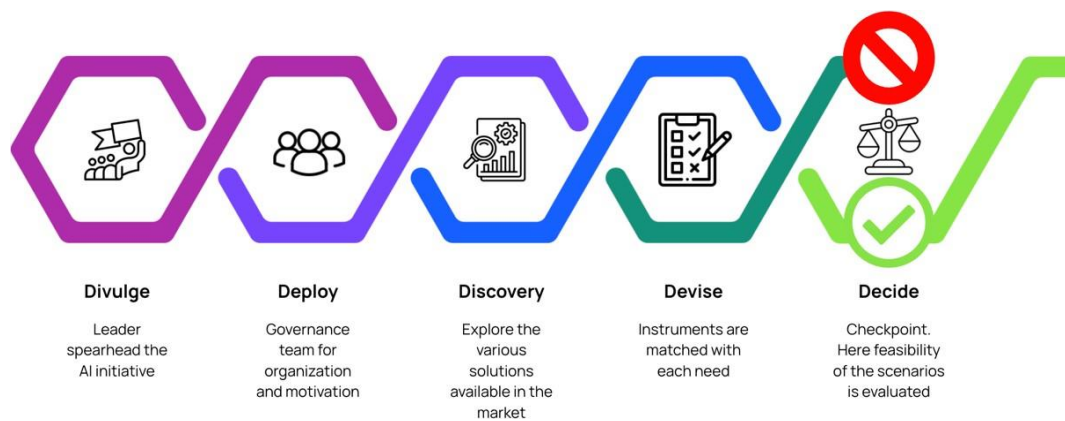 Divulge
Leader
spearhead the
AI initiative
Deploy
Governance
team for
organization
and motivation
Discovery
Explore the
various
solutions
available in the
market
Devise
Instruments are
matched with
each need
Decide
Checkpoint.
Here feasibility
of the scenarios
is evaluated